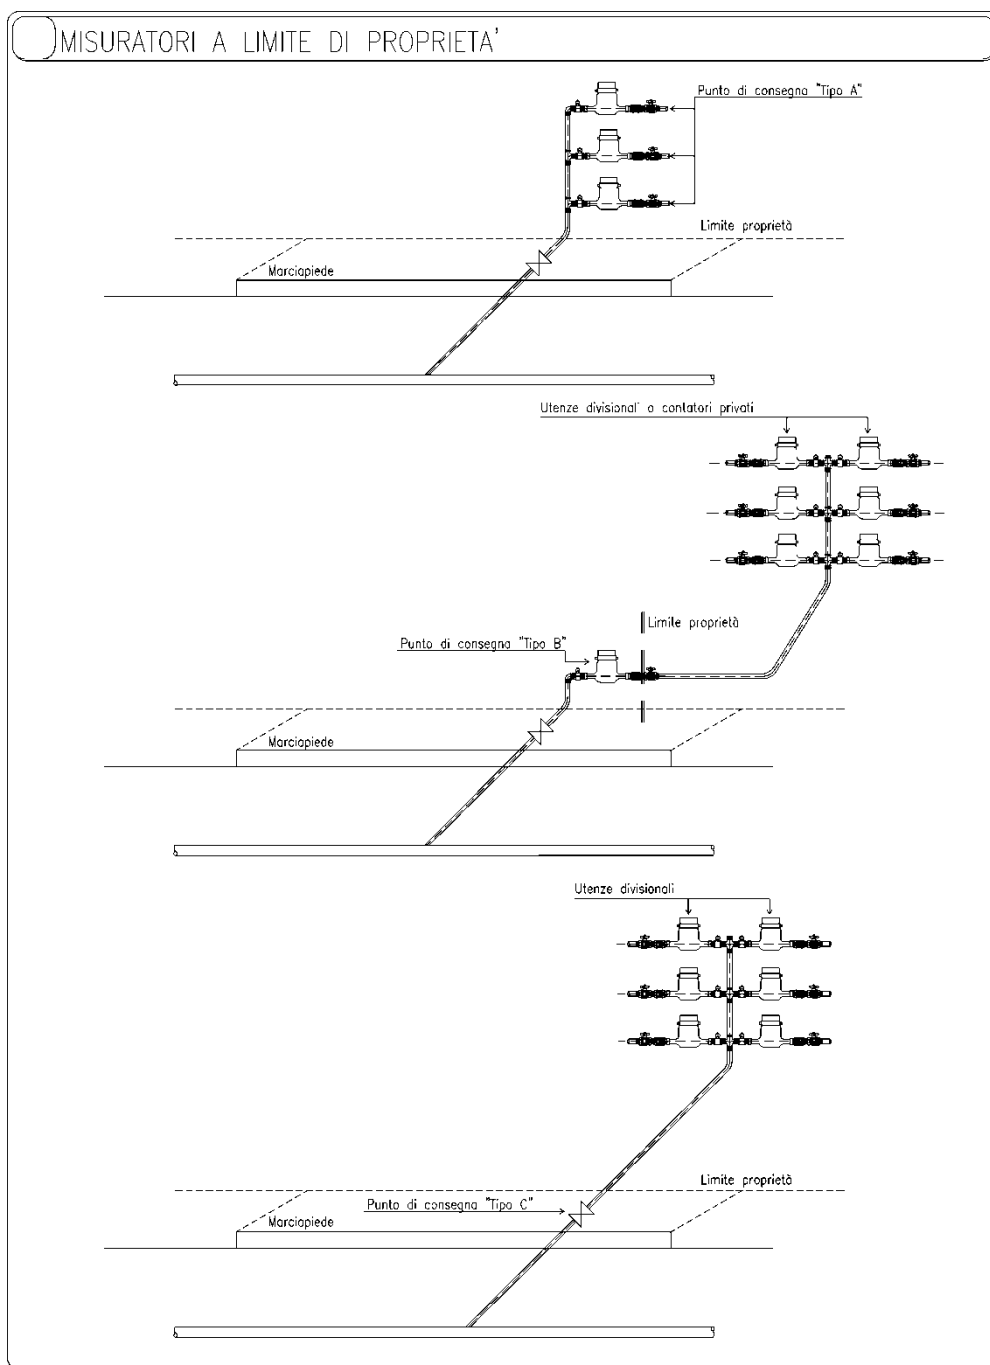 MISURATORI A LIMITE DI PROPRIETA'
Punto di consegna "Tipo A"
Limite proprietà
Marciapiede
Utenze divisional' o contatori privati
Limite proprietà
Punto di consegna "Tipo B"
Marciapiede
Utenze divisionali
Limite proprietà
Punto di consegna "Tipo C"
Marciapiede